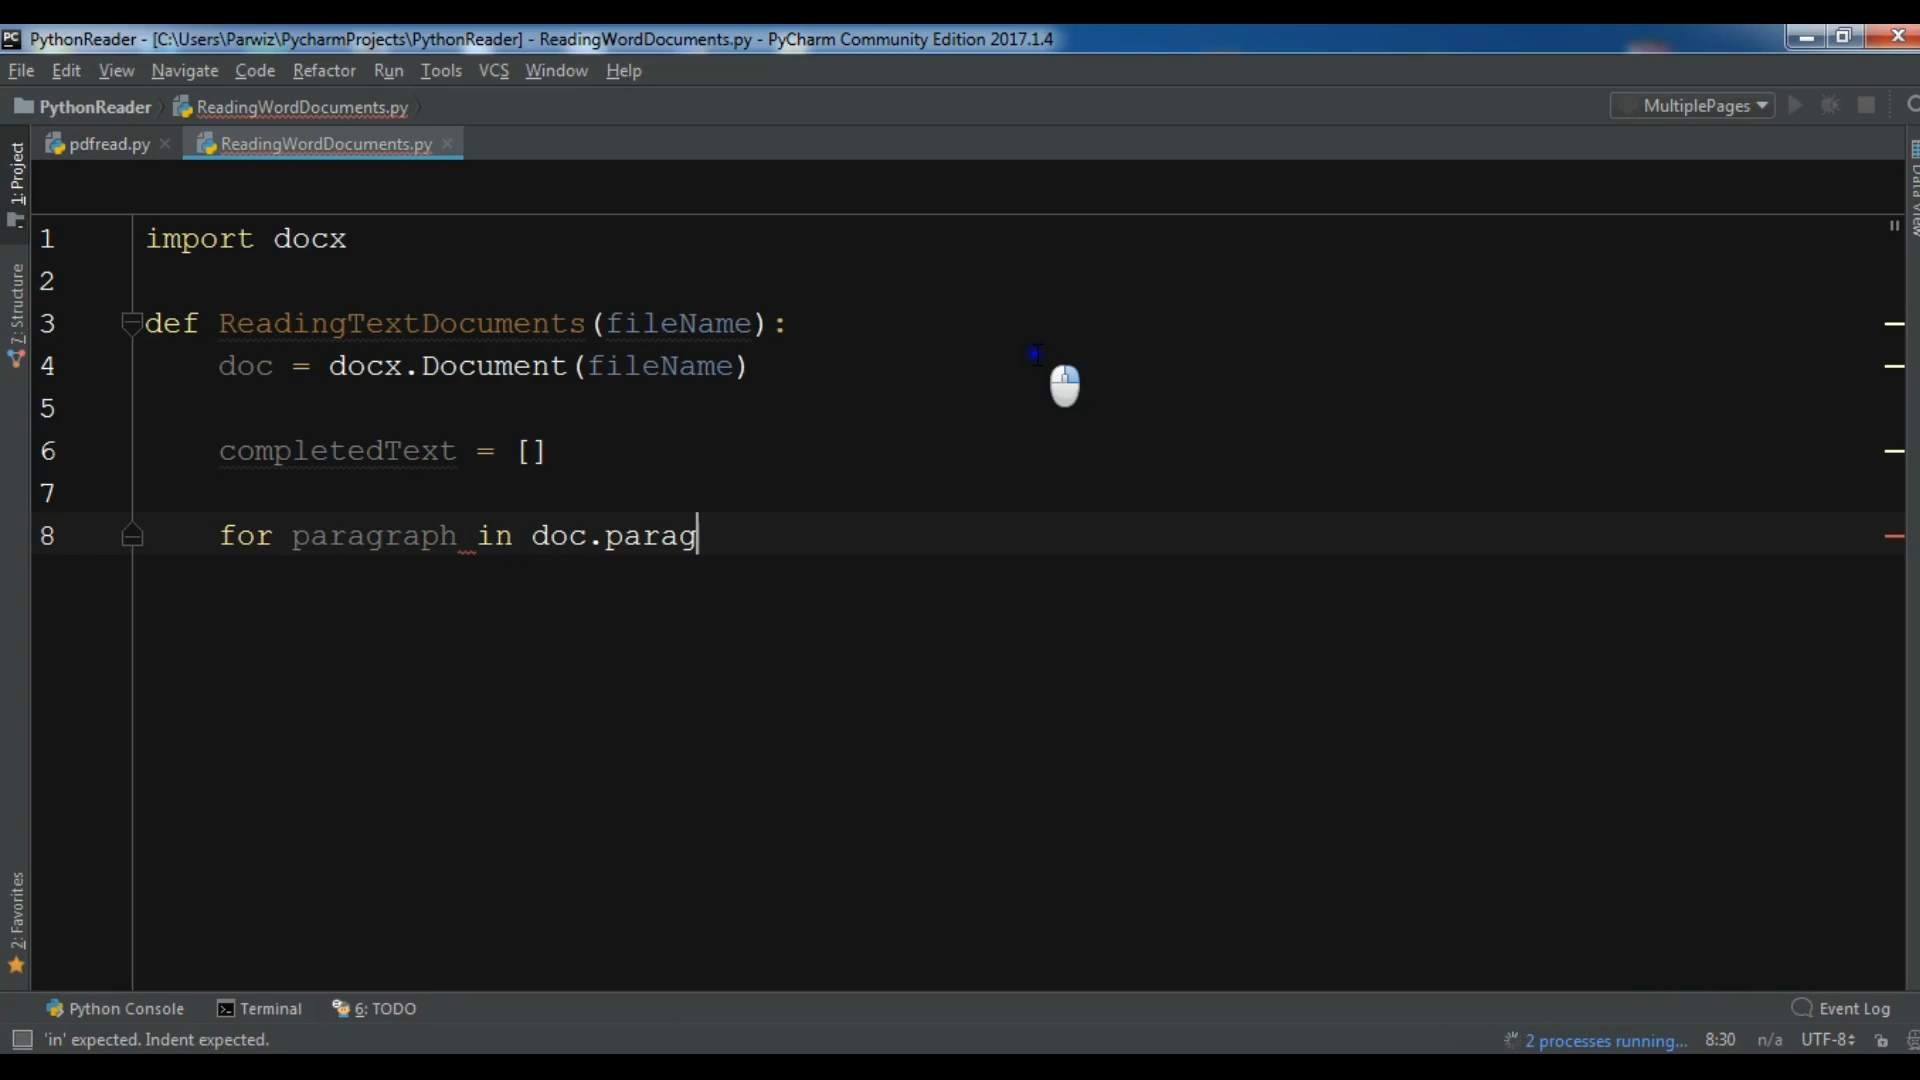 PC PythonReader - [C:\Users\Parwiz\PycharmProjects\PythonReader] - ReadingWordDocuments.py - PyCharm Community Edition 2017.1.4
File Edit View Navigate Code Refactor Run Tools VCS Window Help
PythonReader ReadingWordDocuments.py MultiplePages
pdfread.py ReadingWordDocuments.py
1: Project
7: Structure
2: Favorites
Data View
1 import docx
2
3 def ReadingTextDocuments(fileName):
4 doc = docx.Document(fileName)
5
6 completedText = []
7
8 for paragraph in doc.parag
Python Console Terminal 6: TODO Event Log
'in' expected. Indent expected. 2 processes running... 8:30 n/a UTF-8